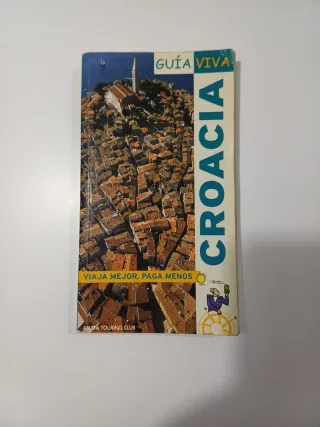 GUÍA VIVA
CROACIA
VIAJA MEJOR, PAGA MENOS
ANAYA TOURING CLUB